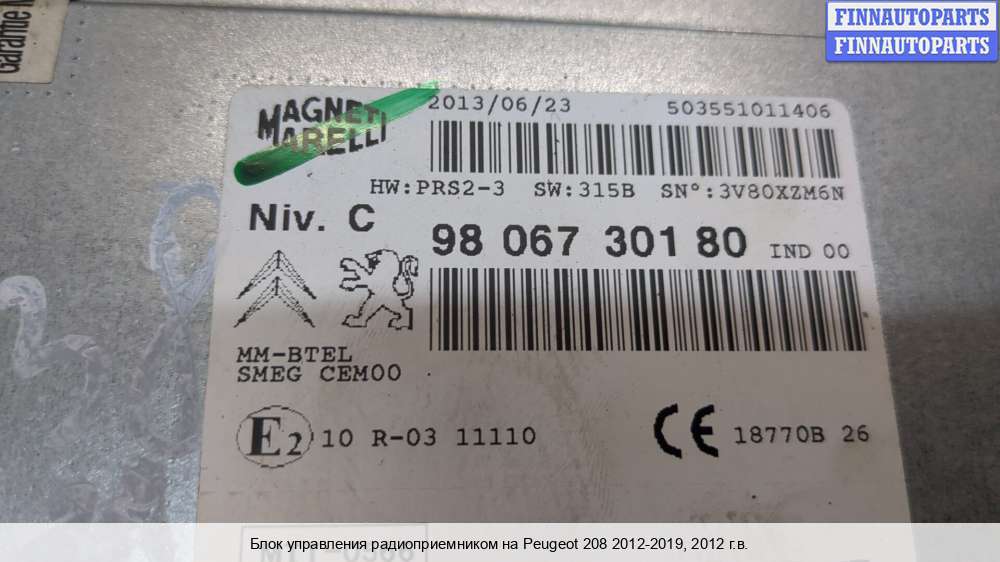 Garantie
FINNAUTOPARTS
FINNAUTOPARTS
MAGNETI
MARELLI
2013/06/23
503551011406
HW:PRS2-3 SW:315B SN°:3V80XZM6N
Niv. C
98 067 301 80 IND 00
MM-BTEL
SMEG CEM00
E2 10 R-03 11110
CE 18770B 26
Блок управления радиоприемником на Peugeot 208 2012-2019, 2012 г.в.